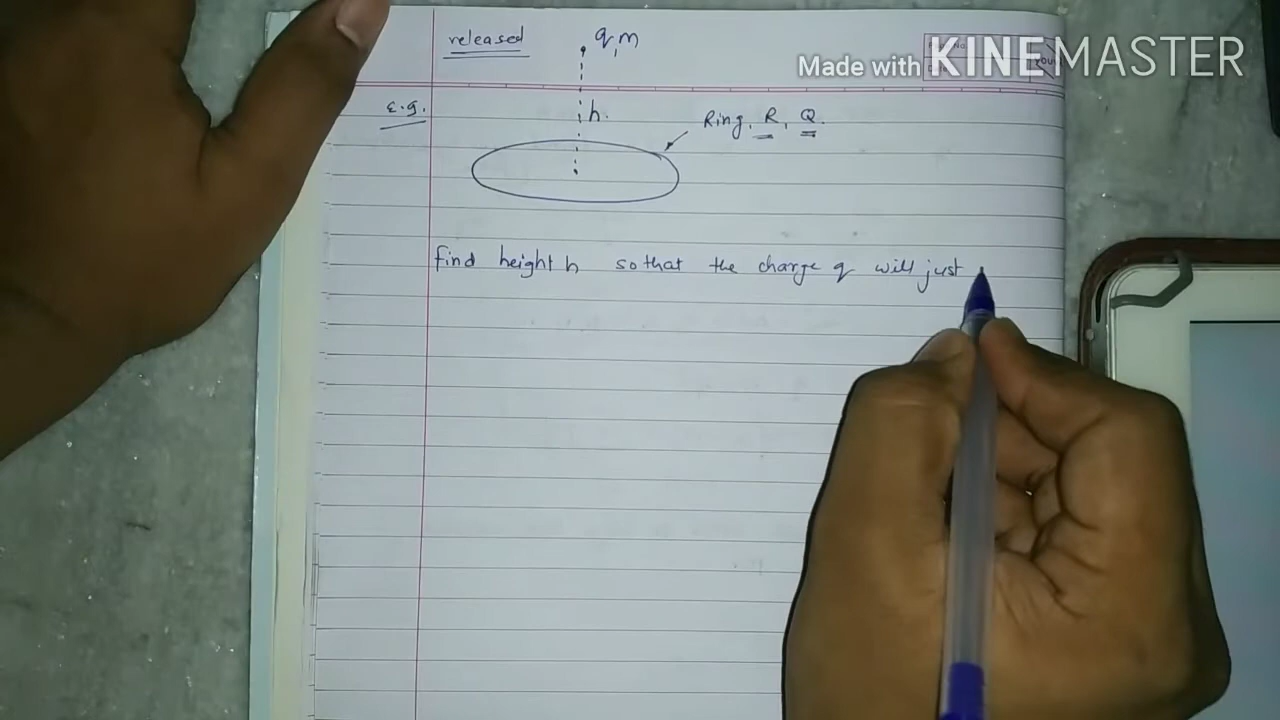 released
q,m
Made with KINEMASTER
e.g.
h.
Ring, R, Q.
find height h so that the charge q will just